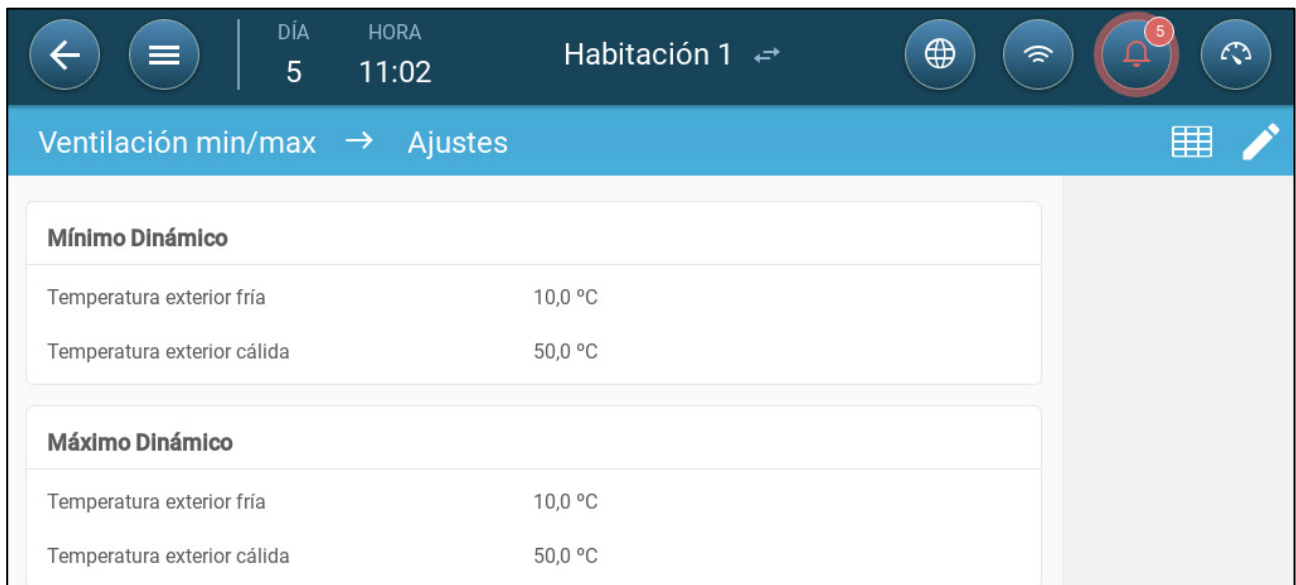 DÍA HORA
5 11:02
Habitación 1
5
Ventilación min/max → Ajustes
Mínimo Dinámico
Temperatura exterior fría 10,0 ºC
Temperatura exterior cálida 50,0 ºC
Máximo Dinámico
Temperatura exterior fría 10,0 ºC
Temperatura exterior cálida 50,0 ºC